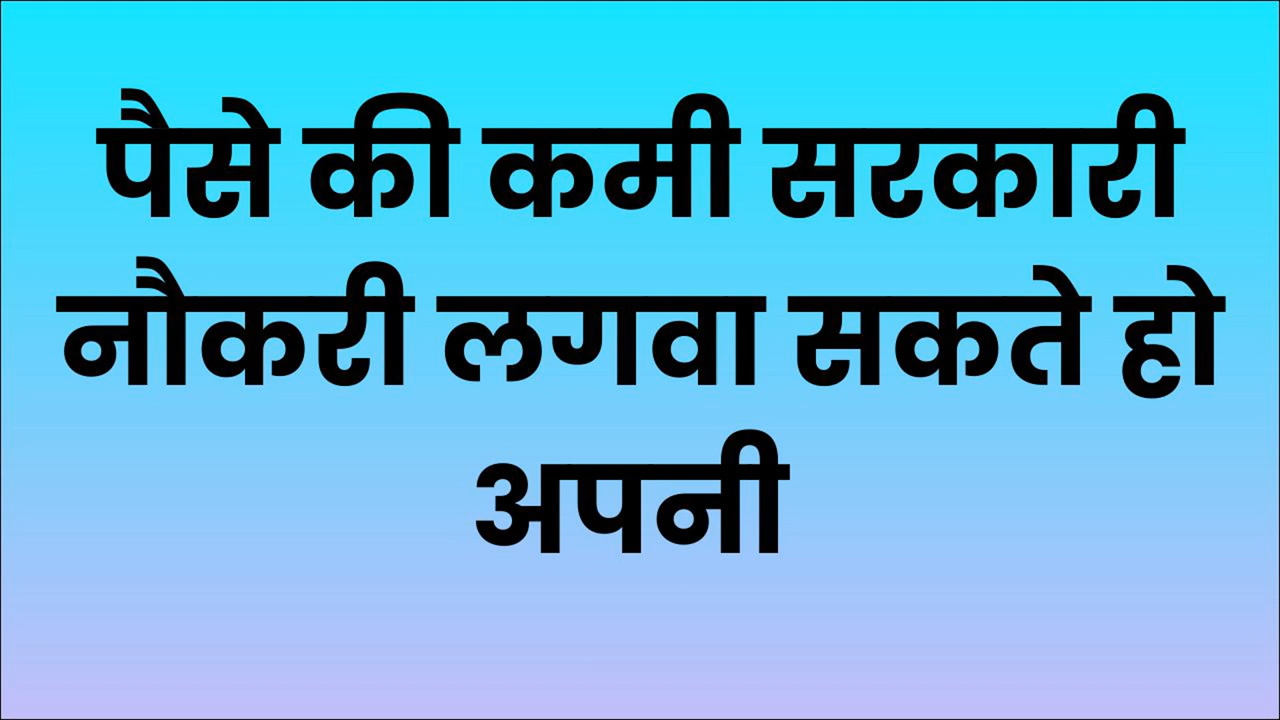 पैसे की कमी सरकारी
नौकरी लगवा सकते हो
अपनी